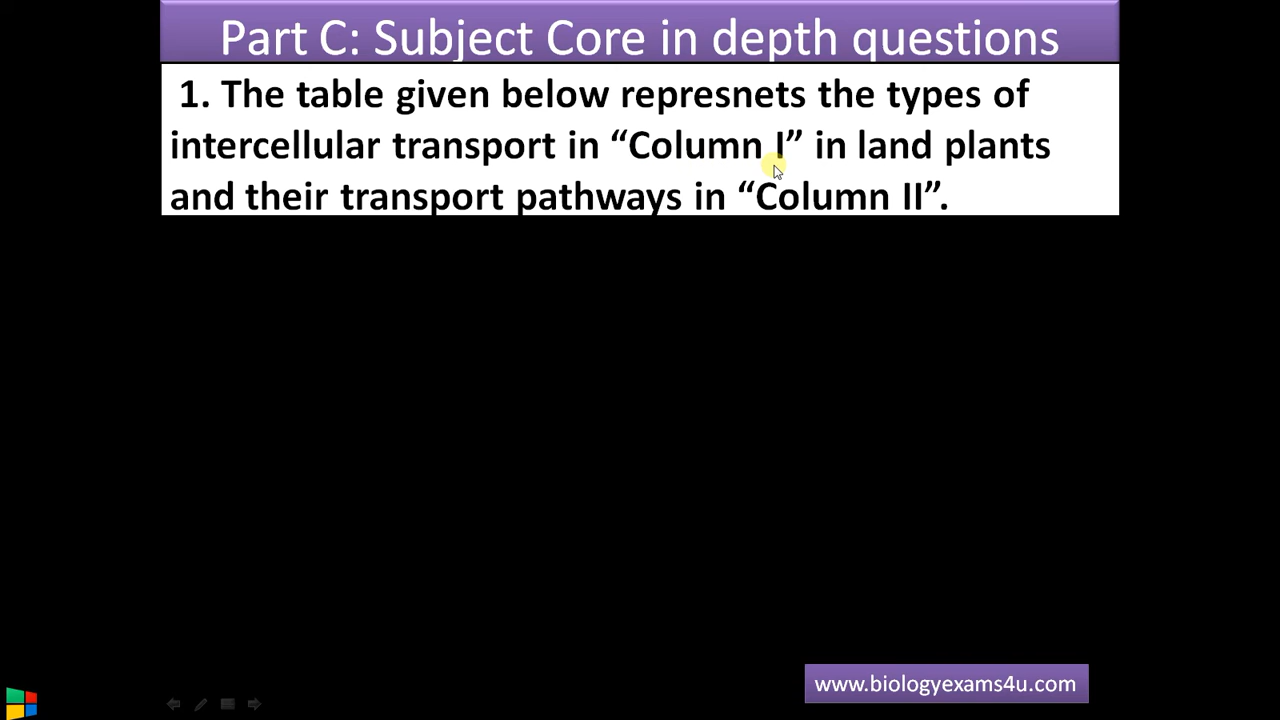 Part C: Subject Core in depth questions
1. The table given below represnets the types of
intercellular transport in “Column I” in land plants
and their transport pathways in “Column II”.
www.biologyexams4u.com